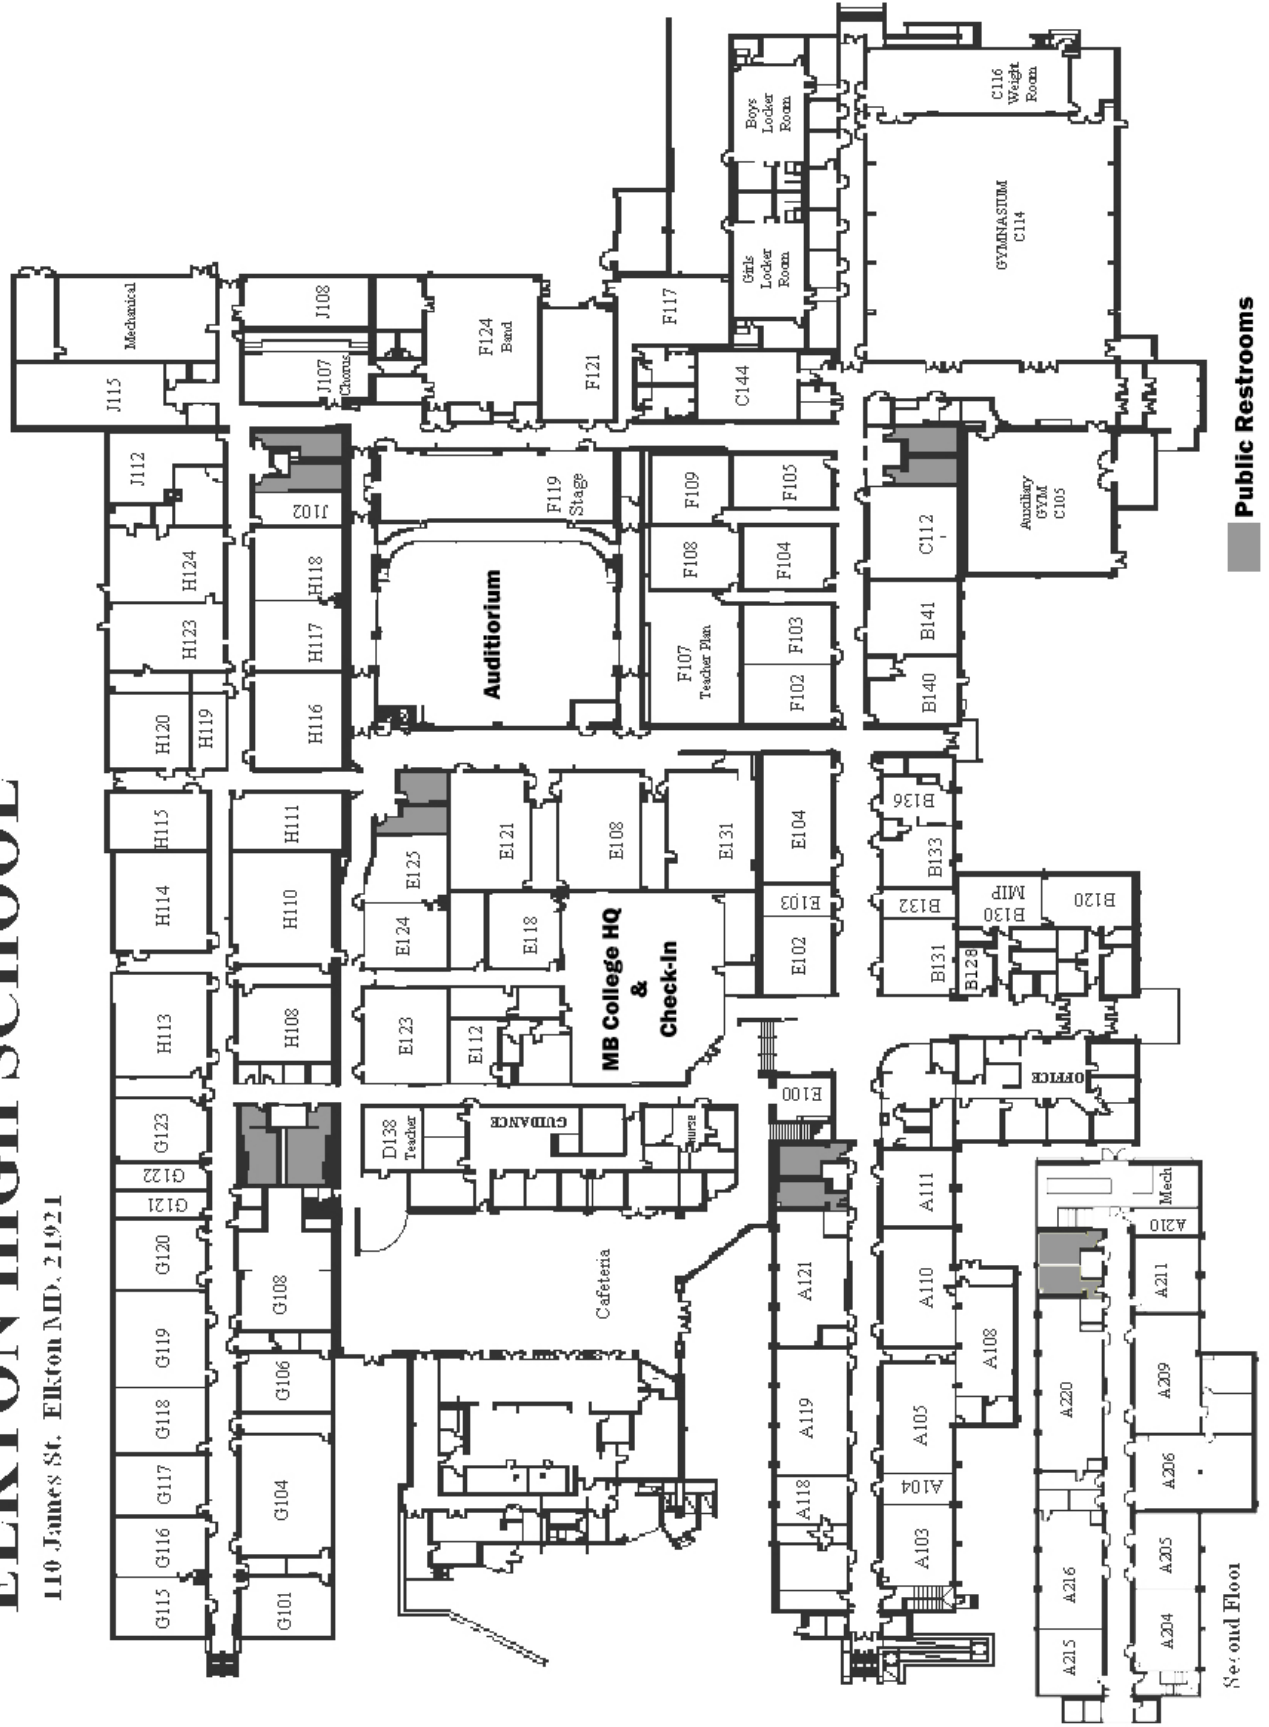 ELKTON HIGH SCHOOL
110 James St. Elkton MD. 21921
G115
G116
G117
G118
G119
G120
G121
G122
G123
H113
H114
H115
H120
H119
H123
H124
J112
J115
Mechanical
G101
G104
G106
G108
H108
H110
H111
H116
H117
H118
J102
J107
Chorus
J108
D138
Teacher
E123
E124
E125
E112
E118
E121
E108
E131
GUIDANCE
Nurse
Cafeteria
MB College HQ
&
Check-In
Auditiorium
F119
Stage
F124
Band
F121
F117
F107
Teacher Plan
F108
F109
F102
F103
F104
F105
C144
Girls
Locker
Room
Boys
Locker
Room
A118
A119
A121
E100
E102
E103
E104
A103
A104
A105
A110
A111
A108
B131
B132
B133
B136
B140
B141
C112
B128
B130
MIP
B120
OFFICE
Auxiliary
GYM
C105
GYMNASIUM
C114
C116
Weight
Room
A215
A216
A220
Mech
A204
A205
A206
A209
A211
A210
Second Floor
Public Restrooms